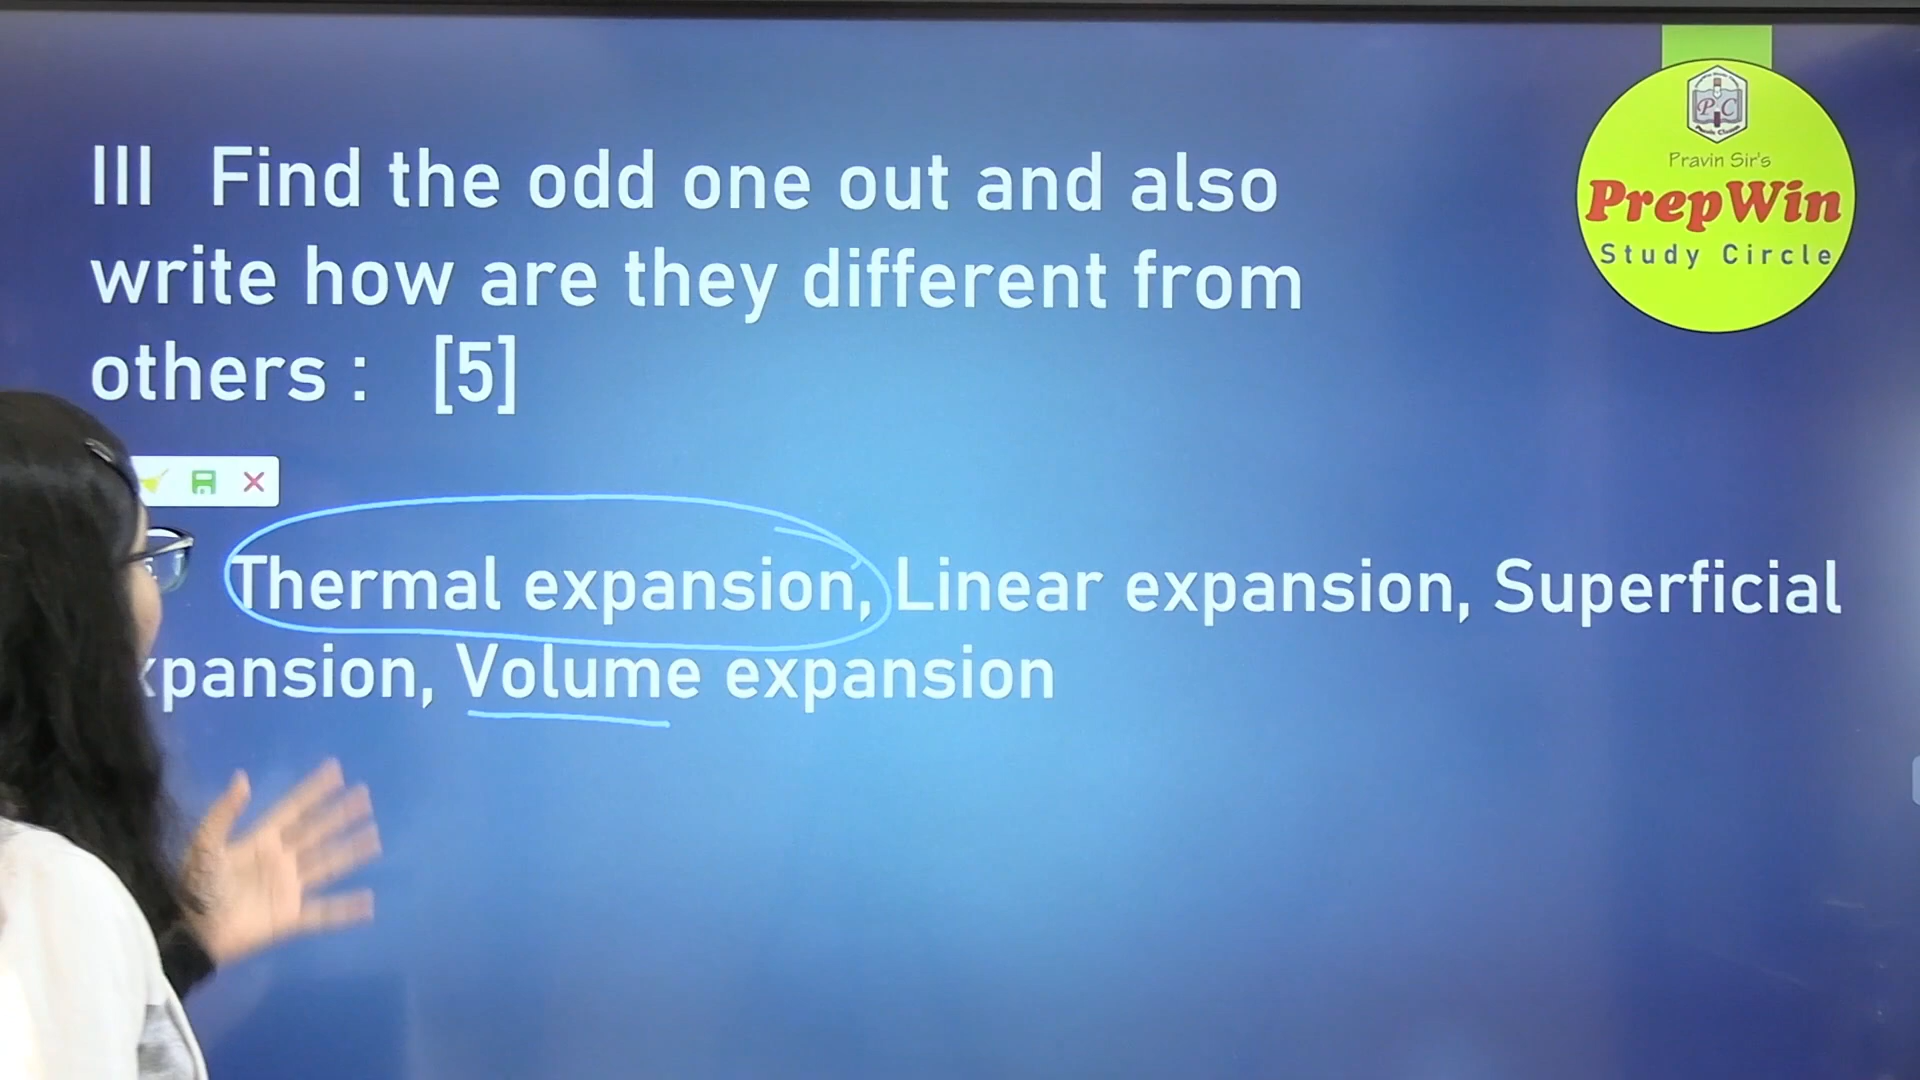 III Find the odd one out and also
write how are they different from
others : [5]
Thermal expansion, Linear expansion, Superficial
xpansion, Volume expansion
P C
Pravin Sir's
PrepWin
Study Circle